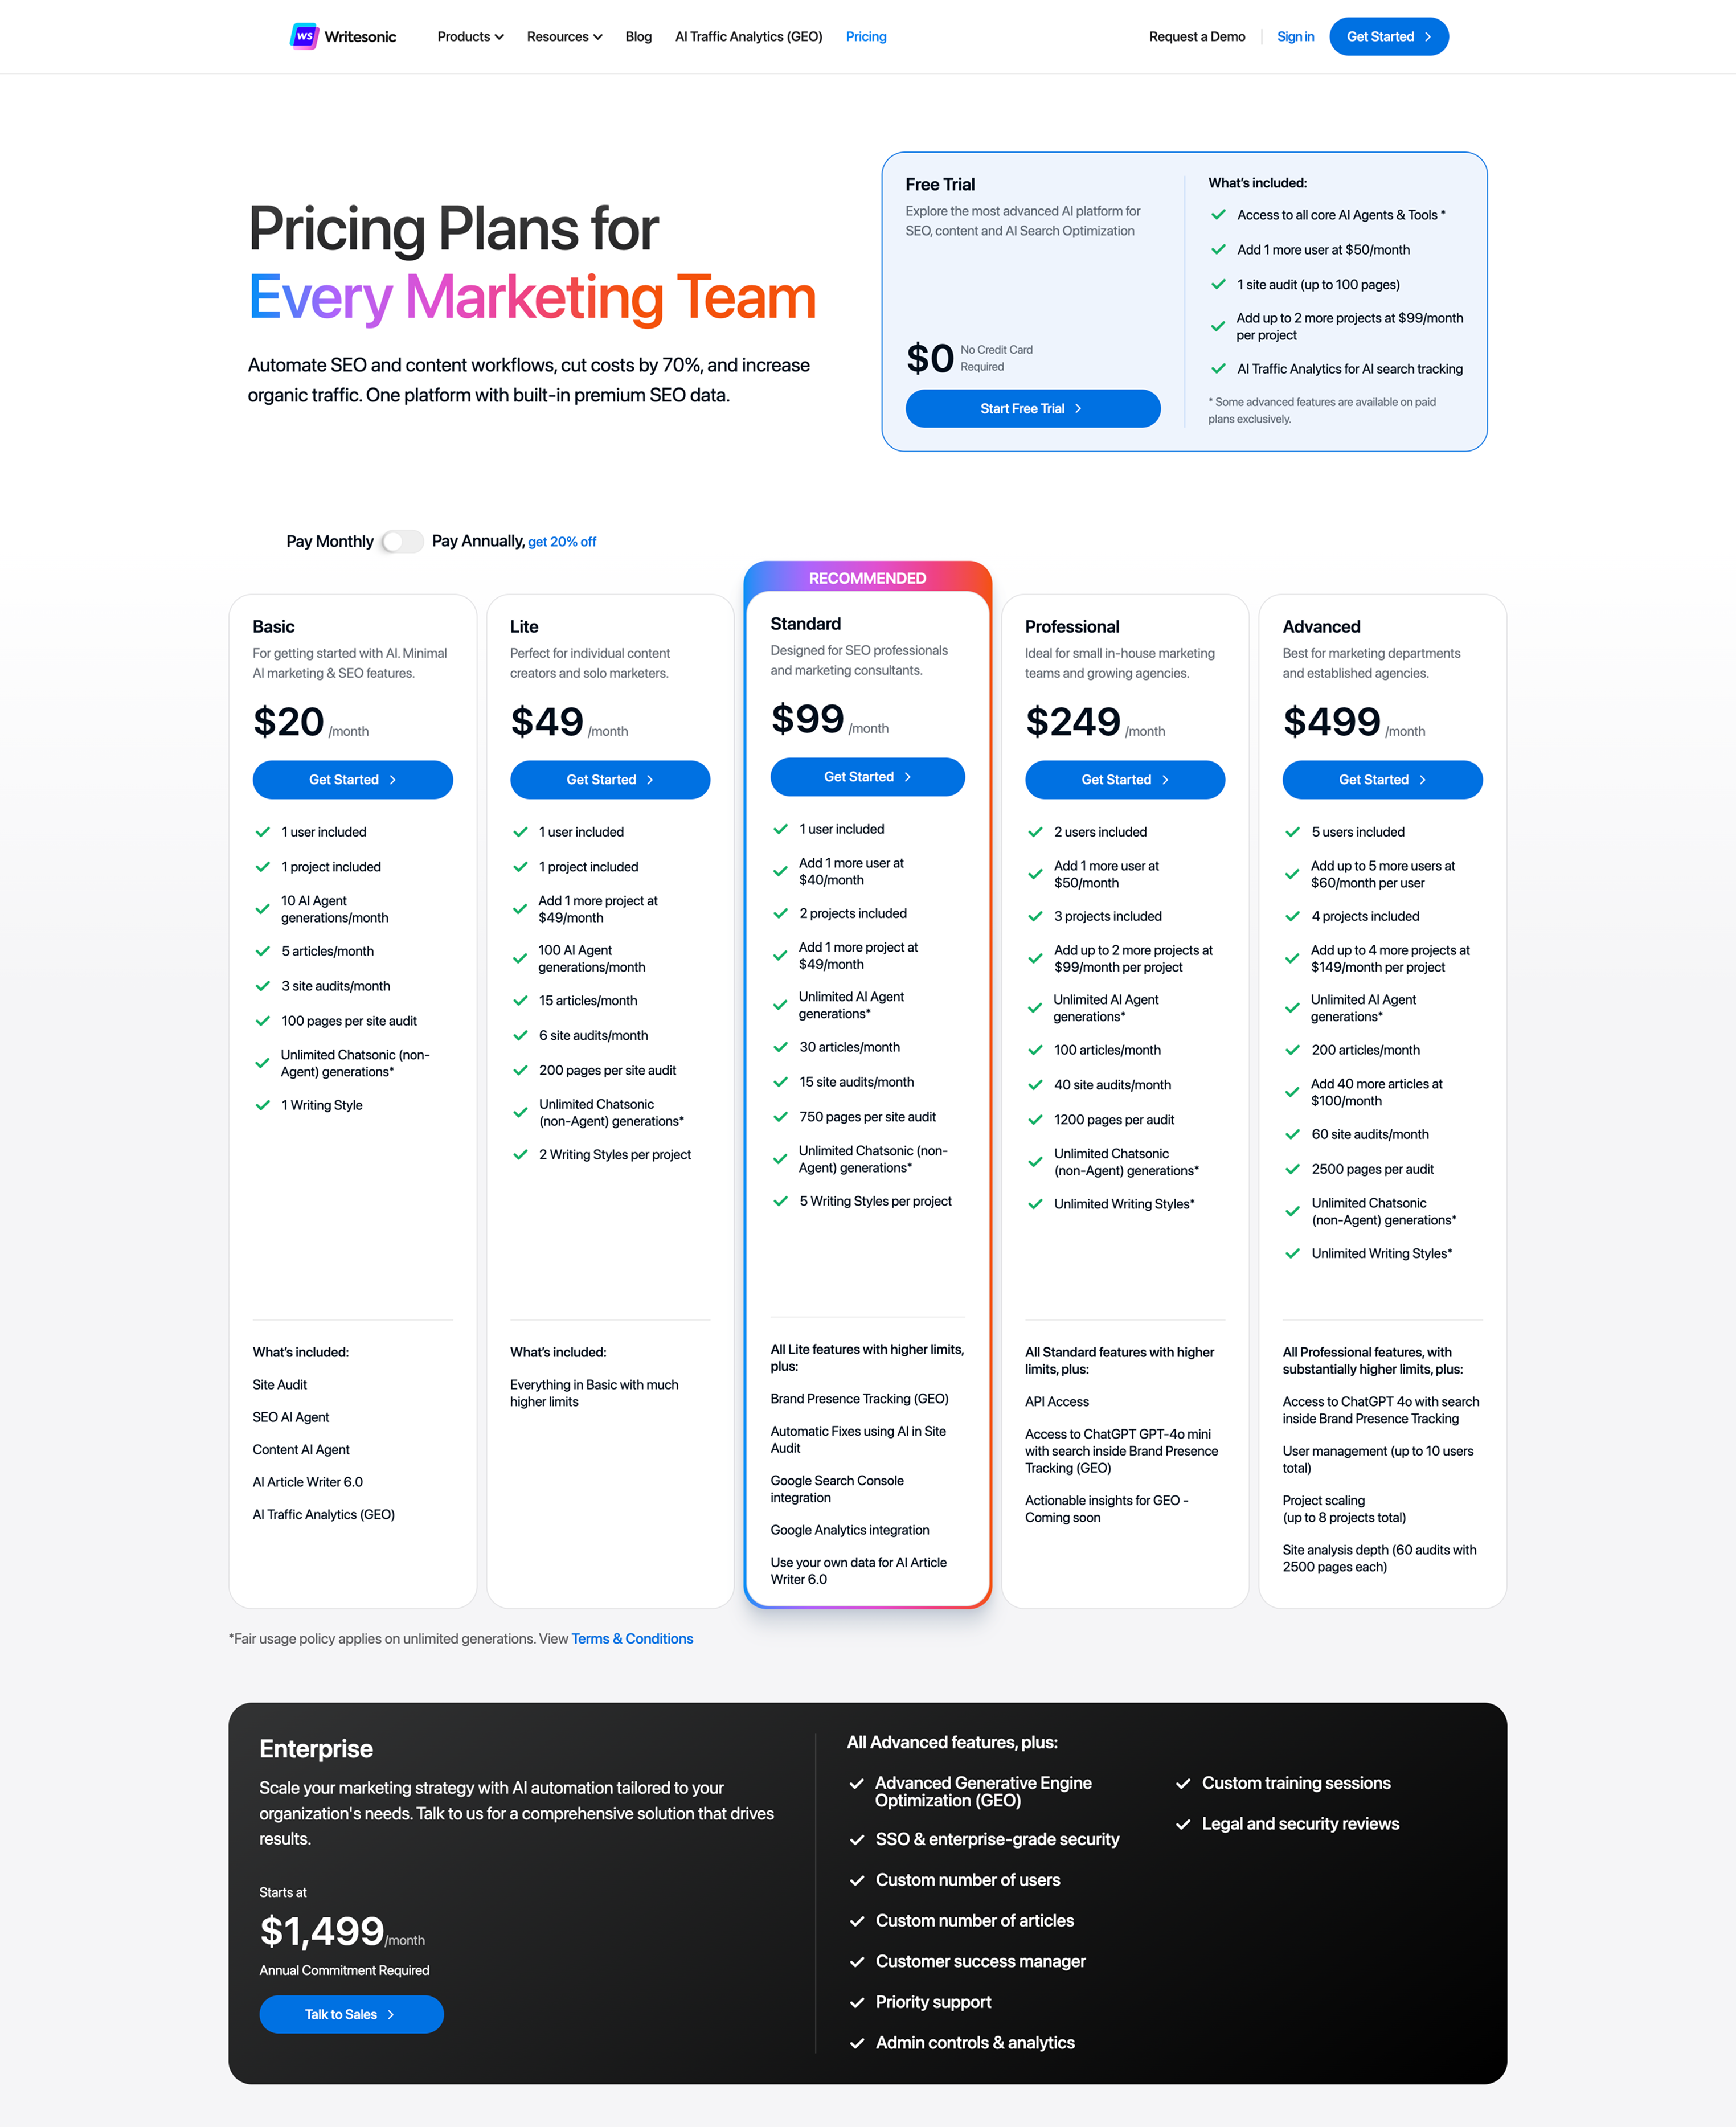 WS Writesonic
Products
Resources
Blog
AI Traffic Analytics (GEO)
Pricing
Request a Demo
Sign in
Get Started
Pricing Plans for
Every Marketing Team
Automate SEO and content workflows, cut costs by 70%, and increase
organic traffic. One platform with built-in premium SEO data.
Free Trial
Explore the most advanced AI platform for
SEO, content and AI Search Optimization
$0 No Credit Card
Required
Start Free Trial
What's included:
Access to all core AI Agents & Tools *
Add 1 more user at $50/month
1 site audit (up to 100 pages)
Add up to 2 more projects at $99/month
per project
AI Traffic Analytics for AI search tracking
* Some advanced features are available on paid
plans exclusively.
Pay Monthly
Pay Annually, get 20% off
Basic
For getting started with AI. Minimal
AI marketing & SEO features.
$20 /month
Get Started
1 user included
1 project included
10 AI Agent
generations/month
5 articles/month
3 site audits/month
100 pages per site audit
Unlimited Chatsonic (non-
Agent) generations*
1 Writing Style
What's included:
Site Audit
SEO AI Agent
Content AI Agent
AI Article Writer 6.0
AI Traffic Analytics (GEO)
Lite
Perfect for individual content
creators and solo marketers.
$49 /month
Get Started
1 user included
1 project included
Add 1 more project at
$49/month
100 AI Agent
generations/month
15 articles/month
6 site audits/month
200 pages per site audit
Unlimited Chatsonic
(non-Agent) generations*
2 Writing Styles per project
What's included:
Everything in Basic with much
higher limits
RECOMMENDED
Standard
Designed for SEO professionals
and marketing consultants.
$99 /month
Get Started
1 user included
Add 1 more user at
$40/month
2 projects included
Add 1 more project at
$49/month
Unlimited AI Agent
generations*
30 articles/month
15 site audits/month
750 pages per site audit
Unlimited Chatsonic (non-
Agent) generations*
5 Writing Styles per project
All Lite features with higher limits,
plus:
Brand Presence Tracking (GEO)
Automatic Fixes using AI in Site
Audit
Google Search Console
integration
Google Analytics integration
Use your own data for AI Article
Writer 6.0
Professional
Ideal for small in-house marketing
teams and growing agencies.
$249 /month
Get Started
2 users included
Add 1 more user at
$50/month
3 projects included
Add up to 2 more projects at
$99/month per project
Unlimited AI Agent
generations*
100 articles/month
40 site audits/month
1200 pages per audit
Unlimited Chatsonic
(non-Agent) generations*
Unlimited Writing Styles*
All Standard features with higher
limits, plus:
API Access
Access to ChatGPT GPT-4o mini
with search inside Brand Presence
Tracking (GEO)
Actionable insights for GEO -
Coming soon
Advanced
Best for marketing departments
and established agencies.
$499 /month
Get Started
5 users included
Add up to 5 more users at
$60/month per user
4 projects included
Add up to 4 more projects at
$149/month per project
Unlimited AI Agent
generations*
200 articles/month
Add 40 more articles at
$100/month
60 site audits/month
2500 pages per audit
Unlimited Chatsonic
(non-Agent) generations*
Unlimited Writing Styles*
All Professional features, with
substantially higher limits, plus:
Access to ChatGPT 4o with search
inside Brand Presence Tracking
User management (up to 10 users
total)
Project scaling
(up to 8 projects total)
Site analysis depth (60 audits with
2500 pages each)
*Fair usage policy applies on unlimited generations. View Terms & Conditions
Enterprise
Scale your marketing strategy with AI automation tailored to your
organization's needs. Talk to us for a comprehensive solution that drives
results.
Starts at
$1,499/month
Annual Commitment Required
Talk to Sales
All Advanced features, plus:
Advanced Generative Engine
Optimization (GEO)
SSO & enterprise-grade security
Custom number of users
Custom number of articles
Customer success manager
Priority support
Admin controls & analytics
Custom training sessions
Legal and security reviews